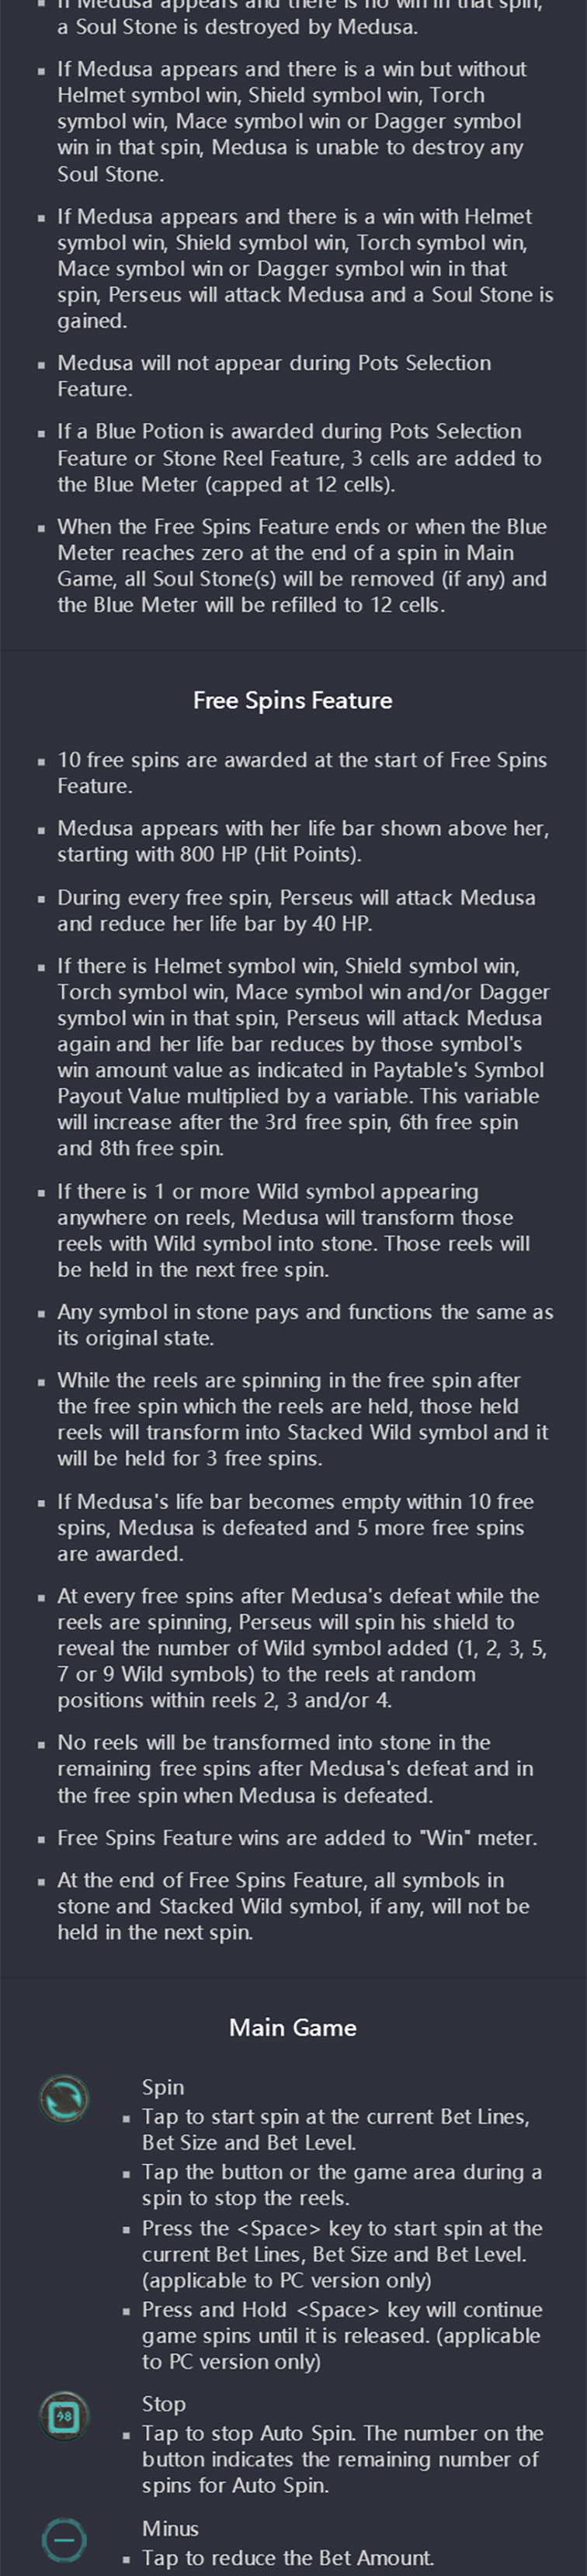 If Medusa appears and there is no win in that spin,
a Soul Stone is destroyed by Medusa.
If Medusa appears and there is a win but without
Helmet symbol win, Shield symbol win, Torch
symbol win, Mace symbol win or Dagger symbol
win in that spin, Medusa is unable to destroy any
Soul Stone.
If Medusa appears and there is a win with Helmet
symbol win, Shield symbol win, Torch symbol win,
Mace symbol win or Dagger symbol win in that
spin, Perseus will attack Medusa and a Soul Stone is
gained.
Medusa will not appear during Pots Selection
Feature.
If a Blue Potion is awarded during Pots Selection
Feature or Stone Reel Feature, 3 cells are added to
the Blue Meter (capped at 12 cells).
When the Free Spins Feature ends or when the Blue
Meter reaches zero at the end of a spin in Main
Game, all Soul Stone(s) will be removed (if any) and
the Blue Meter will be refilled to 12 cells.
Free Spins Feature
10 free spins are awarded at the start of Free Spins
Feature.
Medusa appears with her life bar shown above her,
starting with 800 HP (Hit Points).
During every free spin, Perseus will attack Medusa
and reduce her life bar by 40 HP.
If there is Helmet symbol win, Shield symbol win,
Torch symbol win, Mace symbol win and/or Dagger
symbol win in that spin, Perseus will attack Medusa
again and her life bar reduces by those symbol's
win amount value as indicated in Paytable's Symbol
Payout Value multiplied by a variable. This variable
will increase after the 3rd free spin, 6th free spin
and 8th free spin.
If there is 1 or more Wild symbol appearing
anywhere on reels, Medusa will transform those
reels with Wild symbol into stone. Those reels will
be held in the next free spin.
Any symbol in stone pays and functions the same as
its original state.
While the reels are spinning in the free spin after
the free spin which the reels are held, those held
reels will transform into Stacked Wild symbol and it
will be held for 3 free spins.
If Medusa's life bar becomes empty within 10 free
spins, Medusa is defeated and 5 more free spins
are awarded.
At every free spins after Medusa's defeat while the
reels are spinning, Perseus will spin his shield to
reveal the number of Wild symbol added (1, 2, 3, 5,
7 or 9 Wild symbols) to the reels at random
positions within reels 2, 3 and/or 4.
No reels will be transformed into stone in the
remaining free spins after Medusa's defeat and in
the free spin when Medusa is defeated.
Free Spins Feature wins are added to "Win" meter.
At the end of Free Spins Feature, all symbols in
stone and Stacked Wild symbol, if any, will not be
held in the next spin.
Main Game
Spin
Tap to start spin at the current Bet Lines,
Bet Size and Bet Level.
Tap the button or the game area during a
spin to stop the reels.
Press the <Space> key to start spin at the
current Bet Lines, Bet Size and Bet Level.
(applicable to PC version only)
Press and Hold <Space> key will continue
game spins until it is released. (applicable
to PC version only)
98
Stop
Tap to stop Auto Spin. The number on the
button indicates the remaining number of
spins for Auto Spin.
Minus
Tap to reduce the Bet Amount.